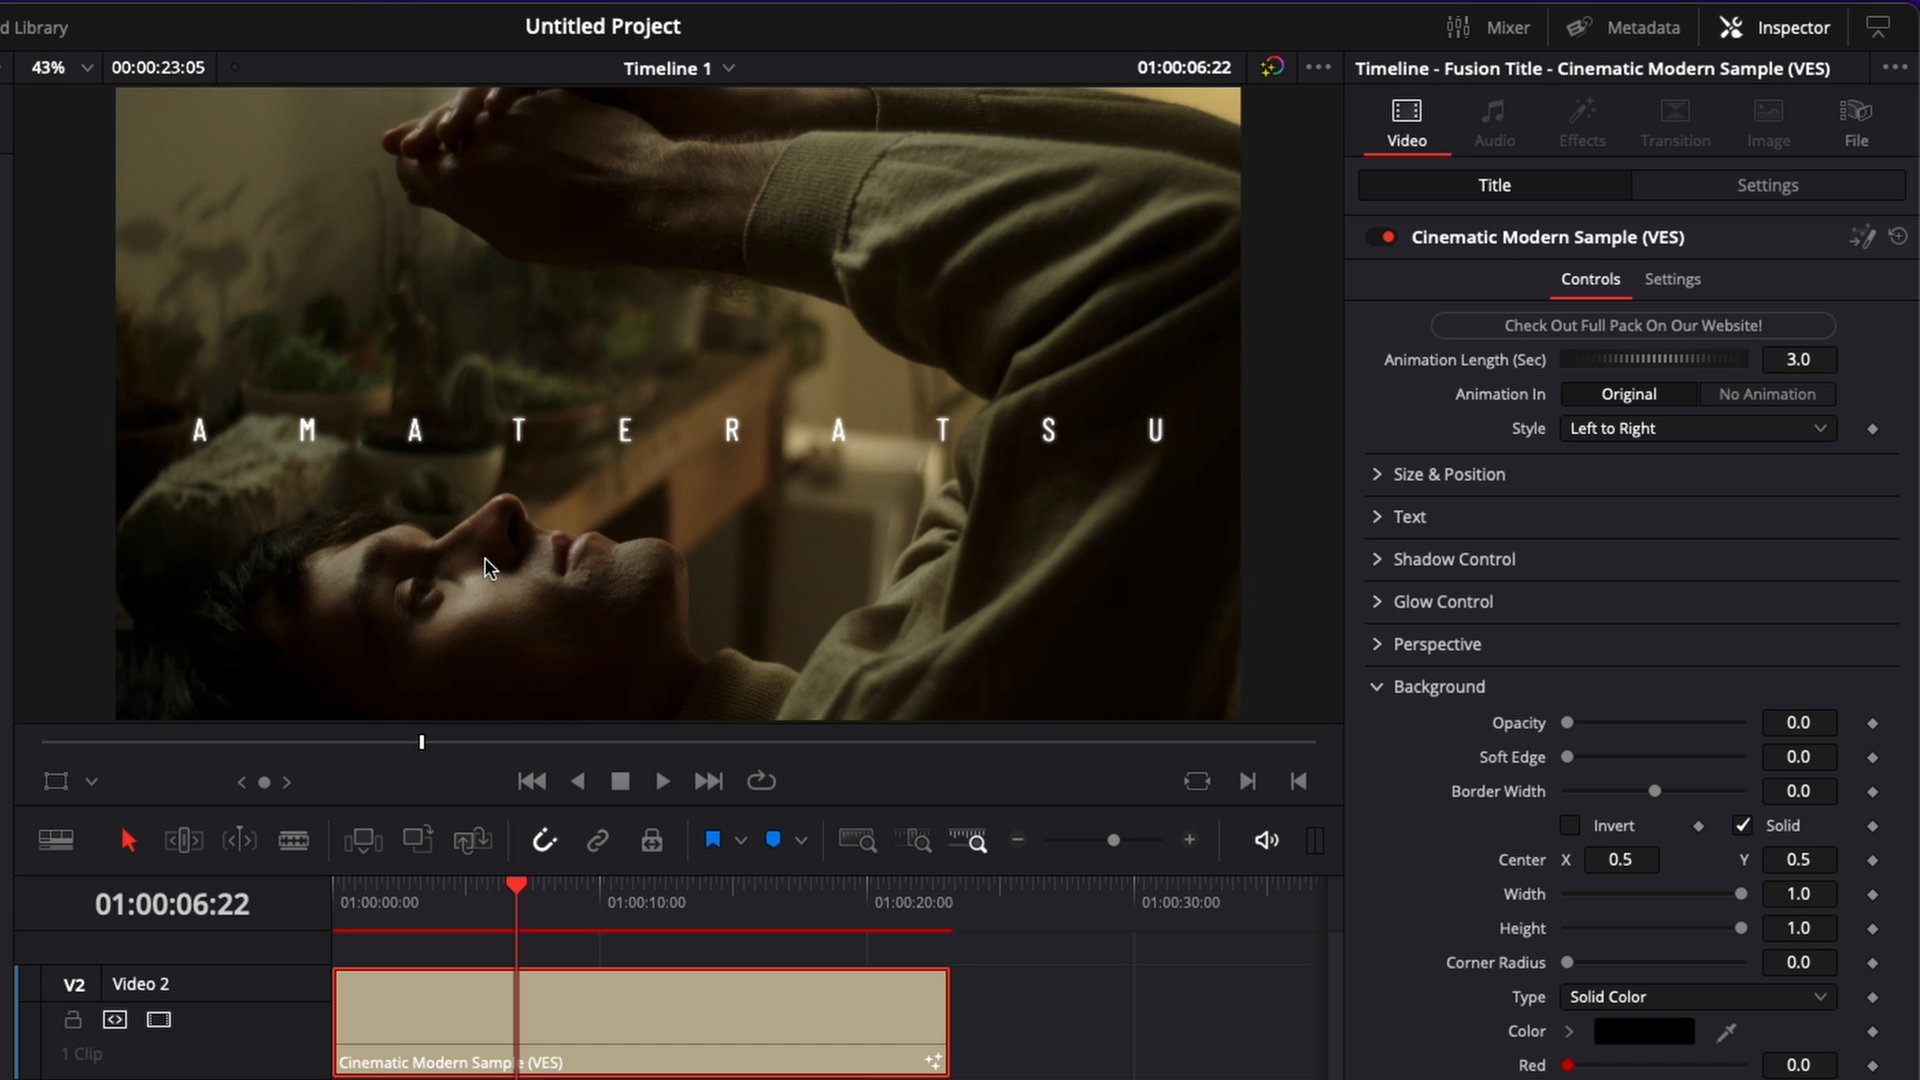 d Library
Untitled Project
Mixer
Metadata
Inspector
43%
00:00:23:05
Timeline 1
01:00:06:22
Timeline - Fusion Title - Cinematic Modern Sample (VES)
Video
Audio
Effects
Transition
Image
File
Title
Settings
Cinematic Modern Sample (VES)
Controls
Settings
Check Out Full Pack On Our Website!
Animation Length (Sec) 3.0
Animation In Original No Animation
Style Left to Right
A M A T E R A T S U
Size & Position
Text
Shadow Control
Glow Control
Perspective
Background
Opacity 0.0
Soft Edge 0.0
Border Width 0.0
Invert Solid
Center X 0.5 Y 0.5
Width 1.0
Height 1.0
Corner Radius 0.0
Type Solid Color
Color
Red 0.0
01:00:06:22
01:00:00:00
01:00:10:00
01:00:20:00
01:00:30:00
V2 Video 2
1 Clip
Cinematic Modern Sample (VES)